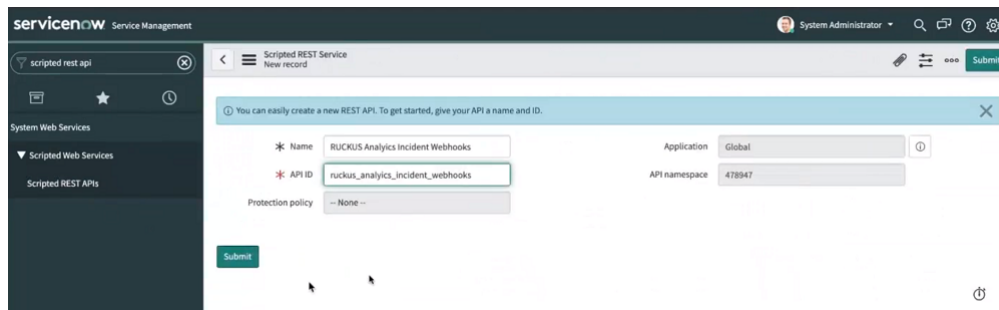 servicenow Service Management
System Administrator
scripted rest api
Scripted REST Service
New record
Submit
You can easily create a new REST API. To get started, give your API a name and ID.
System Web Services
Scripted Web Services
Scripted REST APIs
Name RUCKUS Analyics Incident Webhooks
Application Global
API ID ruckus_analyics_incident_webhooks
API namespace 478947
Protection policy -- None --
Submit